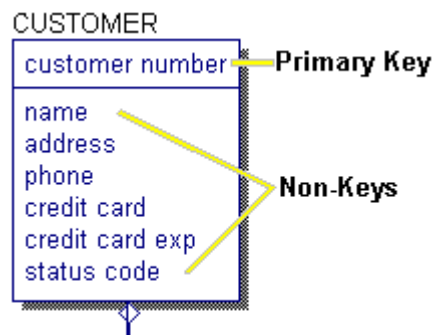 CUSTOMER
customer number
Primary Key
name
address
phone
credit card
credit card exp
status code
Non-Keys